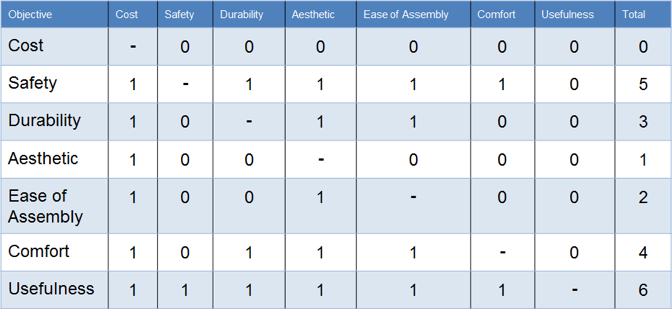 Objective Cost Safety Durability Aesthetic Ease of Assembly Comfort Usefulness Total
Cost - 0 0 0 0 0 0 0
Safety 1 - 1 1 1 1 0 5
Durability 1 0 - 1 1 0 0 3
Aesthetic 1 0 0 - 0 0 0 1
Ease of
Assembly 1 0 0 1 - 0 0 2
Comfort 1 0 1 1 1 - 0 4
Usefulness 1 1 1 1 1 1 - 6